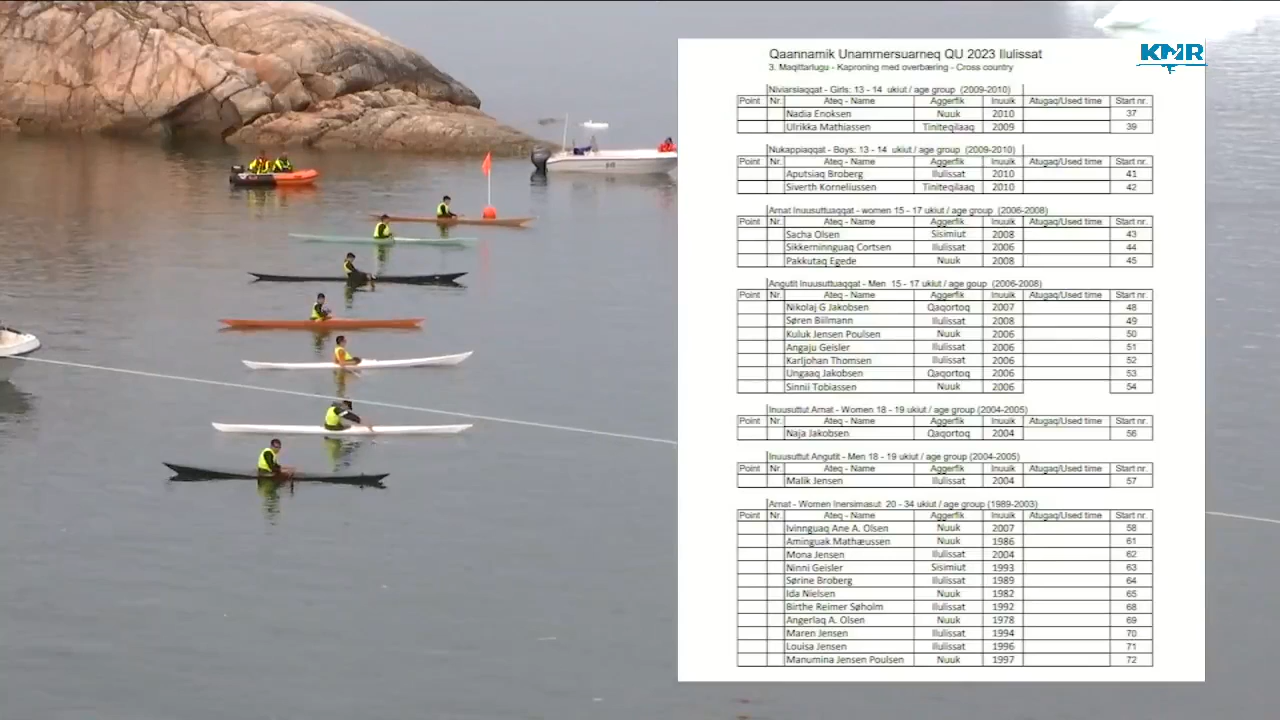 KNR
Qaannamik Unammersuarneq QU 2023 Ilulissat
3. Maqittarlugu - Kaproning med overbæring - Cross country
Niviarsiaqqat - Girls: 13 - 14 ukiut / age group (2009-2010)
Point Nr. Ateq - Name Aggerfik Inuuik Atugaq/Used time Start nr.
Nadia Enoksen Nuuk 2010 37
Ulrikka Mathiassen Tiniteqilaaq 2009 39
Nukappiaqqat - Boys: 13 - 14 ukiut / age group (2009-2010)
Point Nr. Ateq - Name Aggerfik Inuuik Atugaq/Used time Start nr.
Aputsiaq Broberg Ilulissat 2010 41
Siverth Korneliussen Tiniteqilaaq 2010 42
Arnat Inuusuttuaqqat - women 15 - 17 ukiut / age group (2006-2008)
Point Nr. Ateq - Name Aggerfik Inuuik Atugaq/Used time Start nr.
Sacha Olsen Sisimiut 2008 43
Sikkerninnguaq Cortsen Ilulissat 2006 44
Pakkutaq Egede Nuuk 2008 45
Angutit Inuusuttuaqqat - Men 15 - 17 ukiut / age goup (2006-2008)
Point Nr. Ateq - Name Aggerfik Inuuik Atugaq/Used time Start nr.
Nikolaj G Jakobsen Qaqortoq 2007 48
Søren Biilmann Ilulissat 2008 49
Kuluk Jensen Poulsen Nuuk 2006 50
Angaju Geisler Ilulissat 2006 51
Karljohan Thomsen Ilulissat 2006 52
Ungaaq Jakobsen Qaqortoq 2006 53
Sinnii Tobiassen Nuuk 2006 54
Inuusuttut Arnat - Women 18 - 19 ukiut / age group (2004-2005)
Point Nr. Ateq - Name Aggerfik Inuuik Atugaq/Used time Start nr.
Naja Jakobsen Qaqortoq 2004 56
Inuusuttut Angutit - Men 18 - 19 ukiut / age group (2004-2005)
Point Nr. Ateq - Name Aggerfik Inuuik Atugaq/Used time Start nr.
Malik Jensen Ilulissat 2004 57
Arnat - Women Inersimasut: 20 - 34 ukiut / age group (1989-2003)
Point Nr. Ateq - Name Aggerfik Inuuik Atugaq/Used time Start nr.
Ivinnguaq Ane A. Olsen Nuuk 2007 58
Aminguak Mathæussen Nuuk 1986 61
Mona Jensen Ilulissat 2004 62
Ninni Geisler Sisimiut 1993 63
Sørine Broberg Ilulissat 1989 64
Ida Nielsen Nuuk 1982 65
Birthe Reimer Søholm Ilulissat 1992 68
Angerlaq A. Olsen Nuuk 1978 69
Maren Jensen Ilulissat 1994 70
Louisa Jensen Ilulissat 1996 71
Manumina Jensen Poulsen Nuuk 1997 72